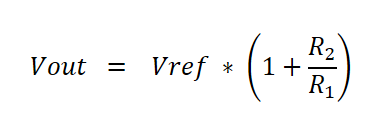 Vout = Vref * (1 + R₂/R₁)